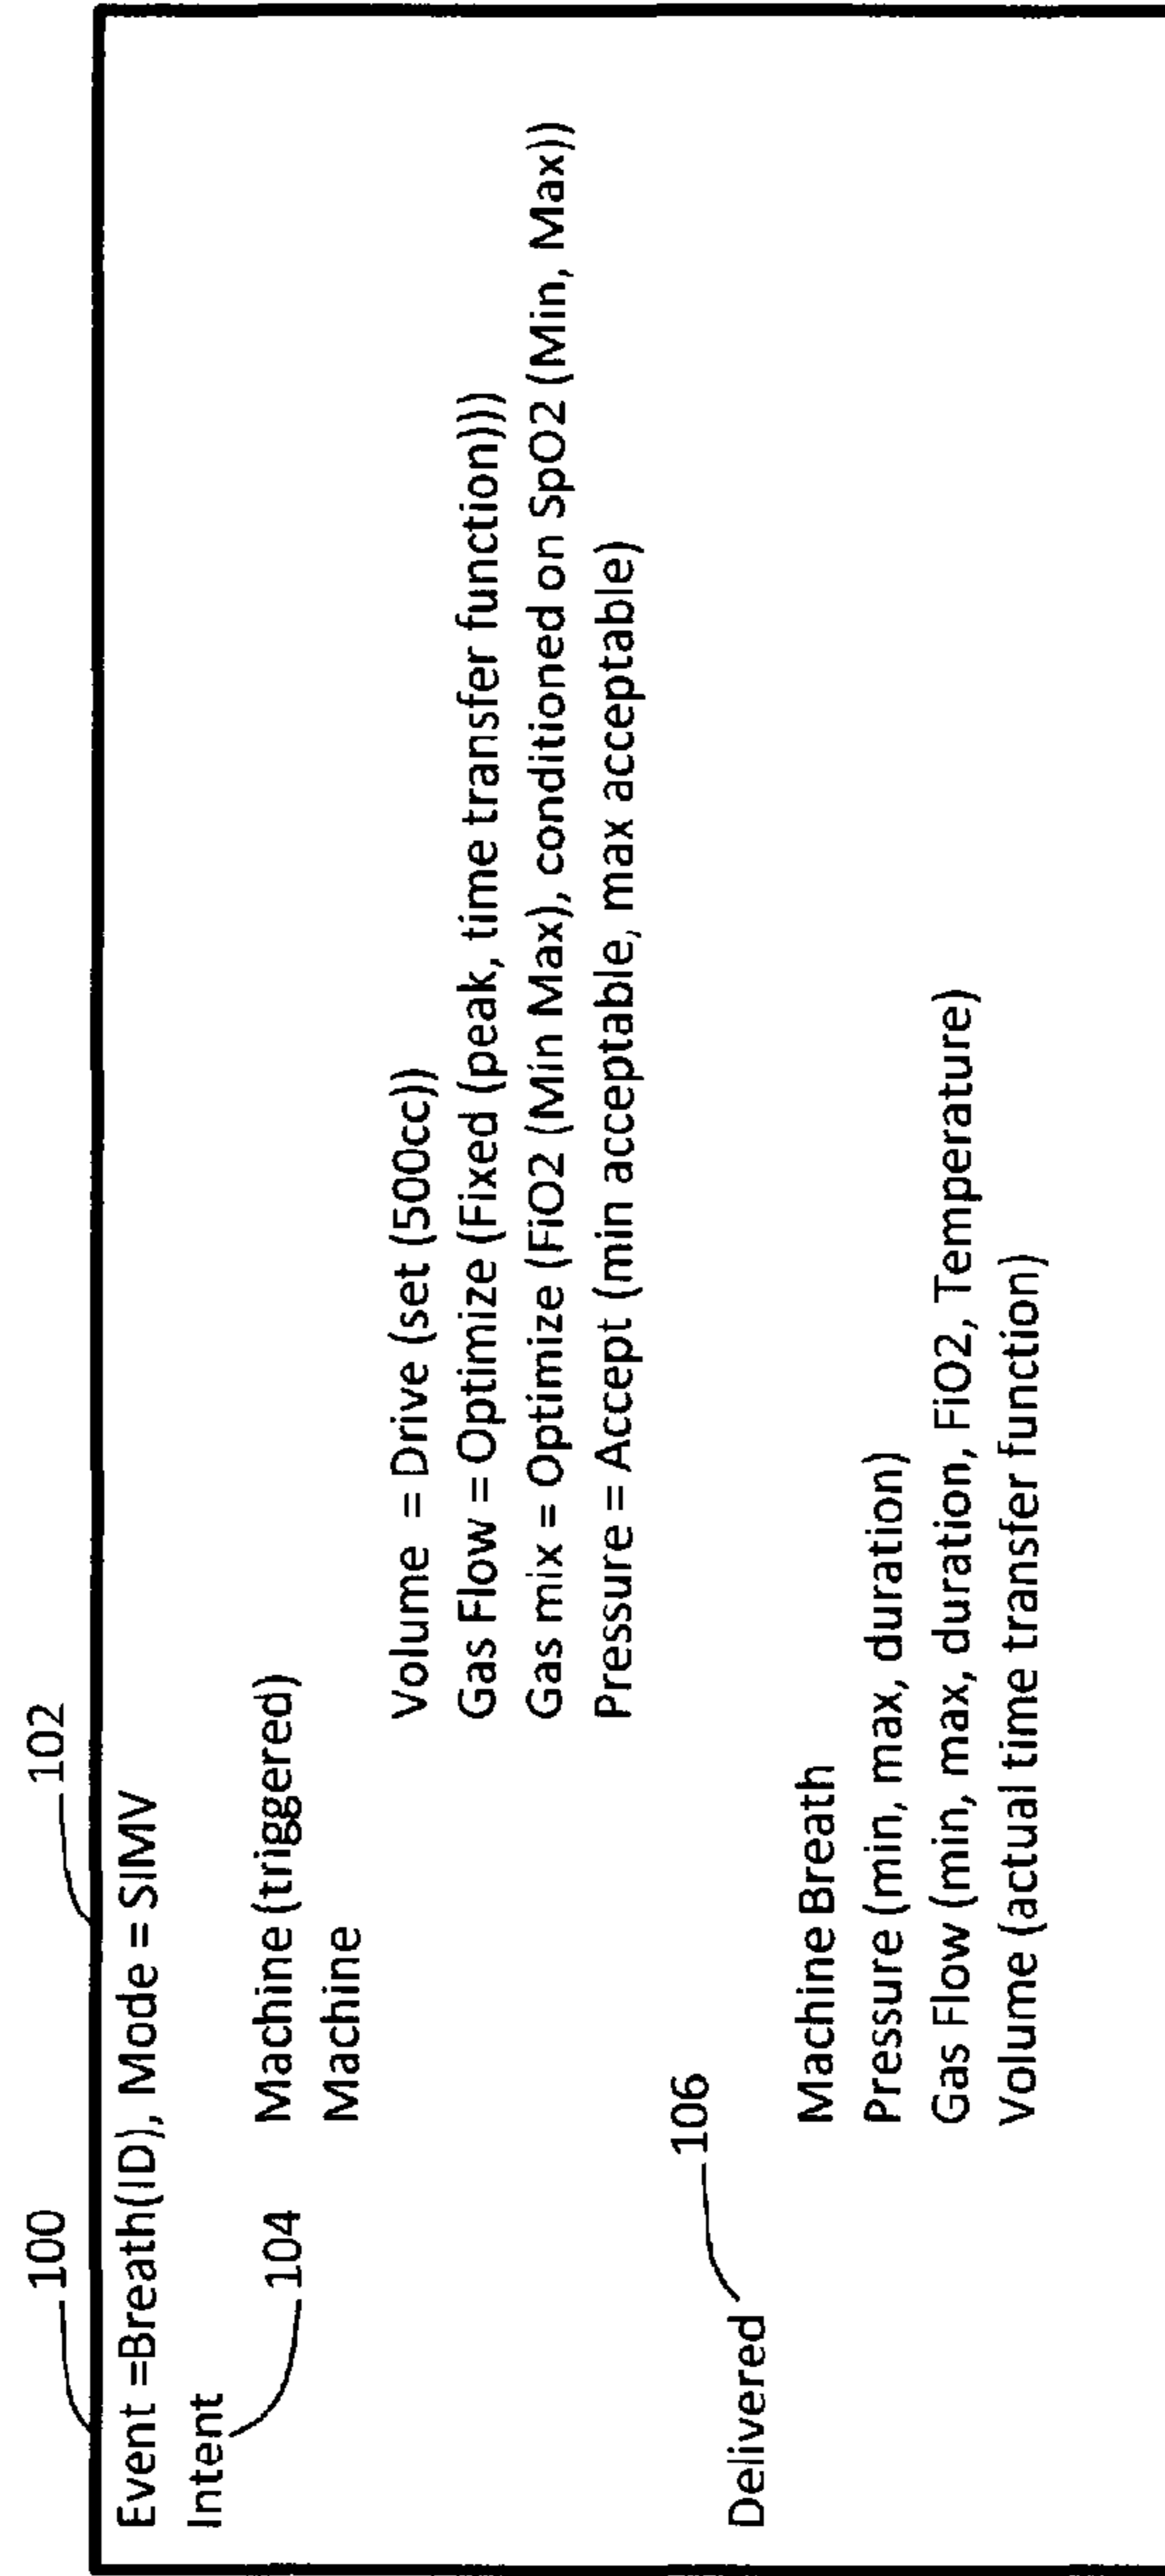 100
102
Event =Breath(ID), Mode = SIMV
Intent
104
Machine (triggered)
Machine
Volume = Drive (set (500cc))
Gas Flow = Optimize (Fixed (peak, time transfer function)))
Gas mix = Optimize (FiO2 (Min Max), conditioned on SpO2 (Min, Max))
Pressure = Accept (min acceptable, max acceptable)
106
Delivered
Machine Breath
Pressure (min, max, duration)
Gas Flow (min, max, duration, FiO2, Temperature)
Volume (actual time transfer function)